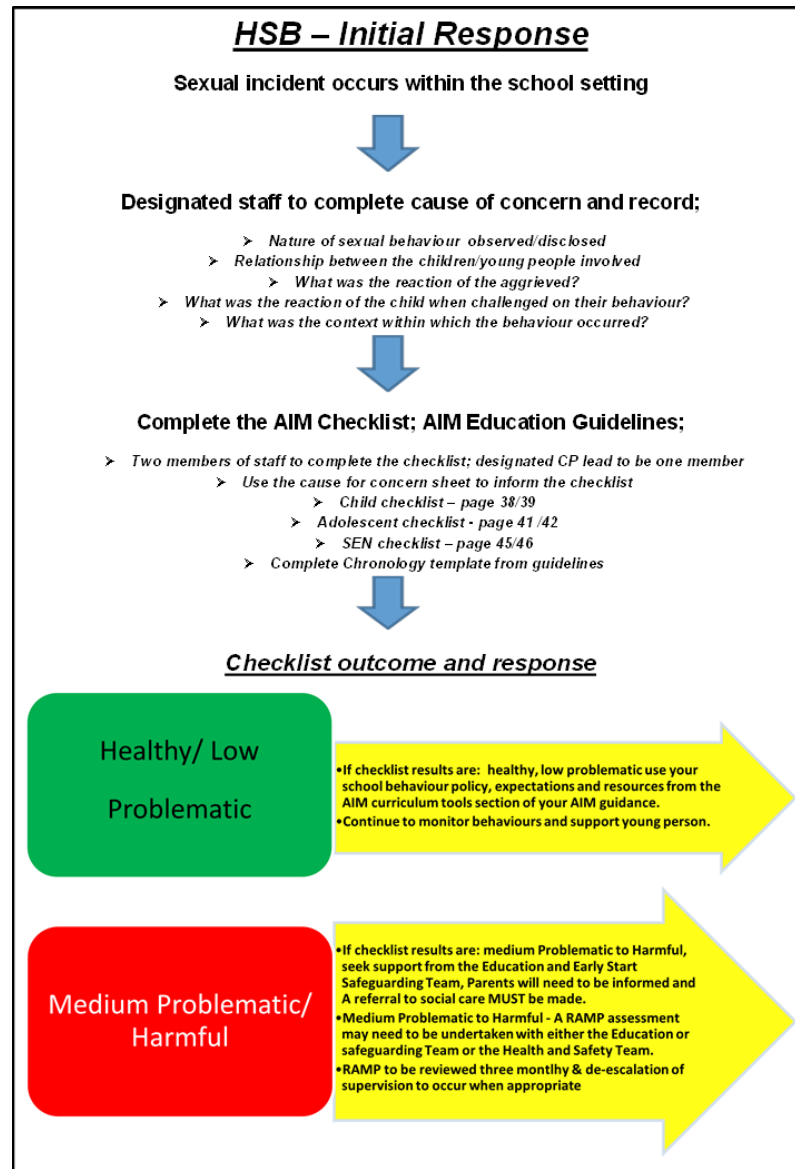 HSB – Initial Response
Sexual incident occurs within the school setting
Designated staff to complete cause of concern and record;
➢ Nature of sexual behaviour observed/disclosed
➢ Relationship between the children/young people involved
➢ What was the reaction of the aggrieved?
➢ What was the reaction of the child when challenged on their behaviour?
➢ What was the context within which the behaviour occurred?
Complete the AIM Checklist; AIM Education Guidelines;
➢ Two members of staff to complete the checklist; designated CP lead to be one member
➢ Use the cause for concern sheet to inform the checklist
➢ Child checklist – page 38/39
➢ Adolescent checklist - page 41 /42
➢ SEN checklist – page 45/46
➢ Complete Chronology template from guidelines
Checklist outcome and response
Healthy/ Low
Problematic
•If checklist results are: healthy, low problematic use your
school behaviour policy, expectations and resources from the
AIM curriculum tools section of your AIM guidance.
•Continue to monitor behaviours and support young person.
Medium Problematic/
Harmful
•If checklist results are: medium Problematic to Harmful,
seek support from the Education and Early Start
Safeguarding Team, Parents will need to be informed and
A referral to social care MUST be made.
•Medium Problematic to Harmful - A RAMP assessment
may need to be undertaken with either the Education or
safeguarding Team or the Health and Safety Team.
•RAMP to be reviewed three montlhy & de-escalation of
supervision to occur when appropriate